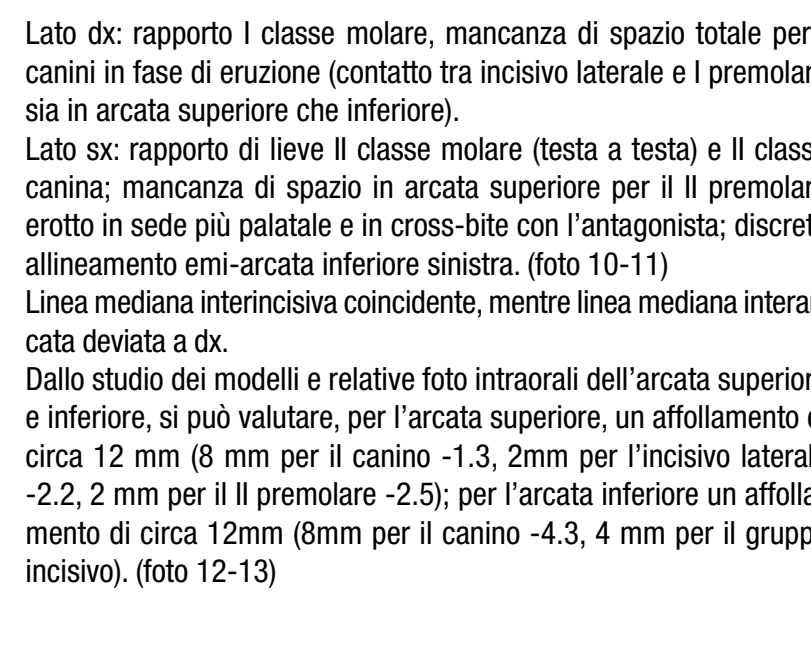 Lato dx: rapporto I classe molare, mancanza di spazio totale per
canini in fase di eruzione (contatto tra incisivo laterale e I premolar
sia in arcata superiore che inferiore).
Lato sx: rapporto di lieve II classe molare (testa a testa) e II class
canina; mancanza di spazio in arcata superiore per il II premolar
erotto in sede più palatale e in cross-bite con l'antagonista; discret
allineamento emi-arcata inferiore sinistra. (foto 10-11)
Linea mediana interincisiva coincidente, mentre linea mediana interar
cata deviata a dx.
Dallo studio dei modelli e relative foto intraorali dell'arcata superior
e inferiore, si può valutare, per l'arcata superiore, un affollamento
circa 12 mm (8 mm per il canino -1.3, 2mm per l'incisivo lateral
-2.2, 2 mm per il II premolare -2.5); per l'arcata inferiore un affolla
mento di circa 12mm (8mm per il canino -4.3, 4 mm per il grupp
incisivo). (foto 12-13)